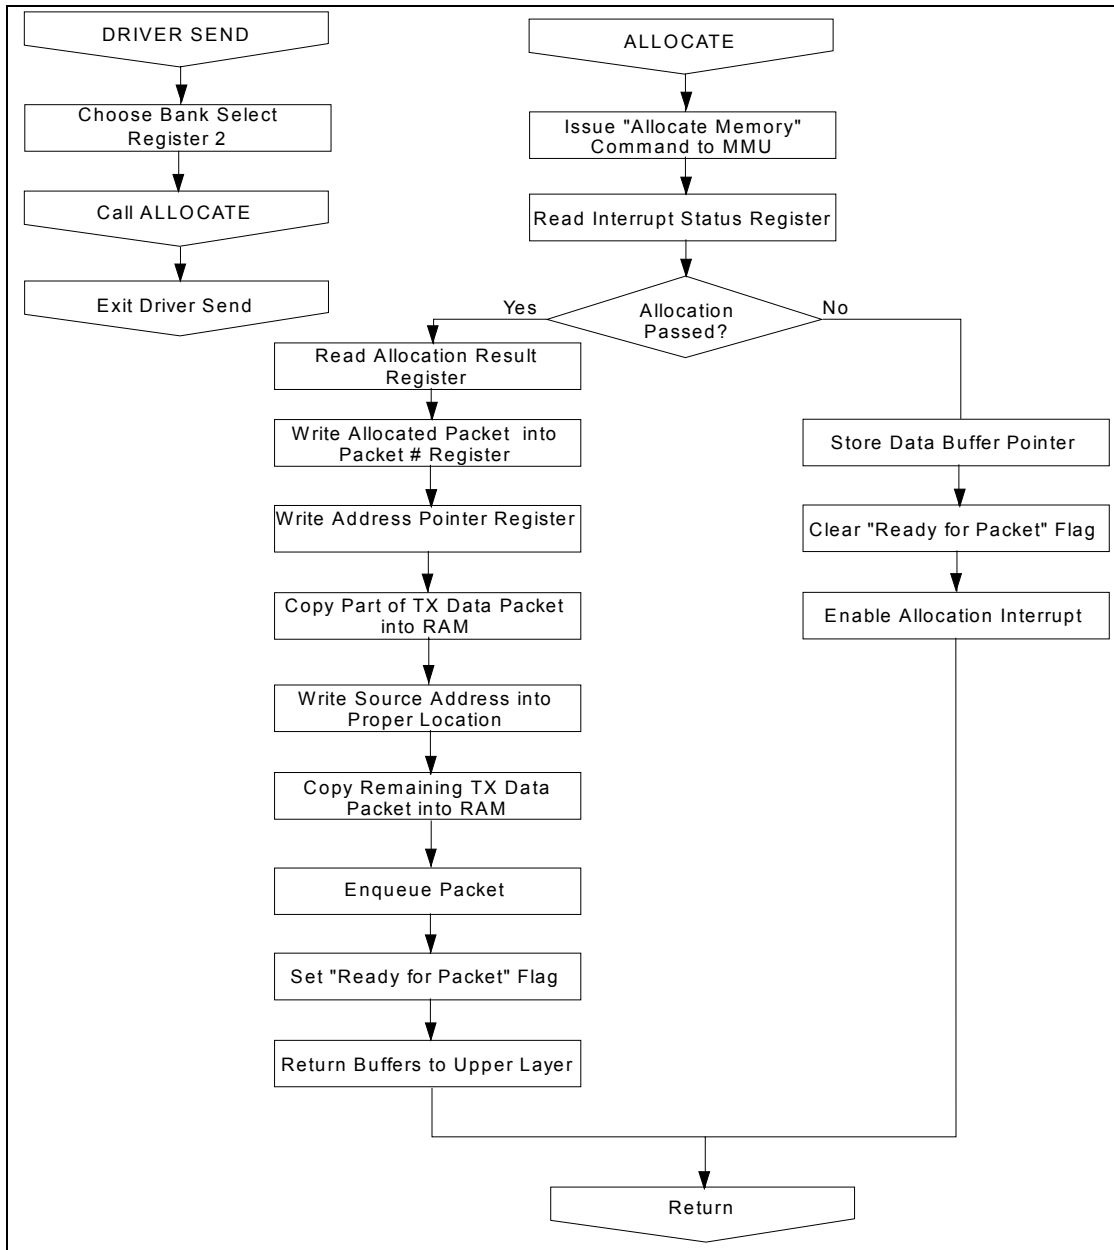 DRIVER SEND
Choose Bank Select
Register 2
Call ALLOCATE
Exit Driver Send
ALLOCATE
Issue "Allocate Memory"
Command to MMU
Read Interrupt Status Register
Allocation
Passed?
Yes
No
Read Allocation Result
Register
Write Allocated Packet into
Packet # Register
Write Address Pointer Register
Copy Part of TX Data Packet
into RAM
Write Source Address into
Proper Location
Copy Remaining TX Data
Packet into RAM
Enqueue Packet
Set "Ready for Packet" Flag
Return Buffers to Upper Layer
Store Data Buffer Pointer
Clear "Ready for Packet" Flag
Enable Allocation Interrupt
Return